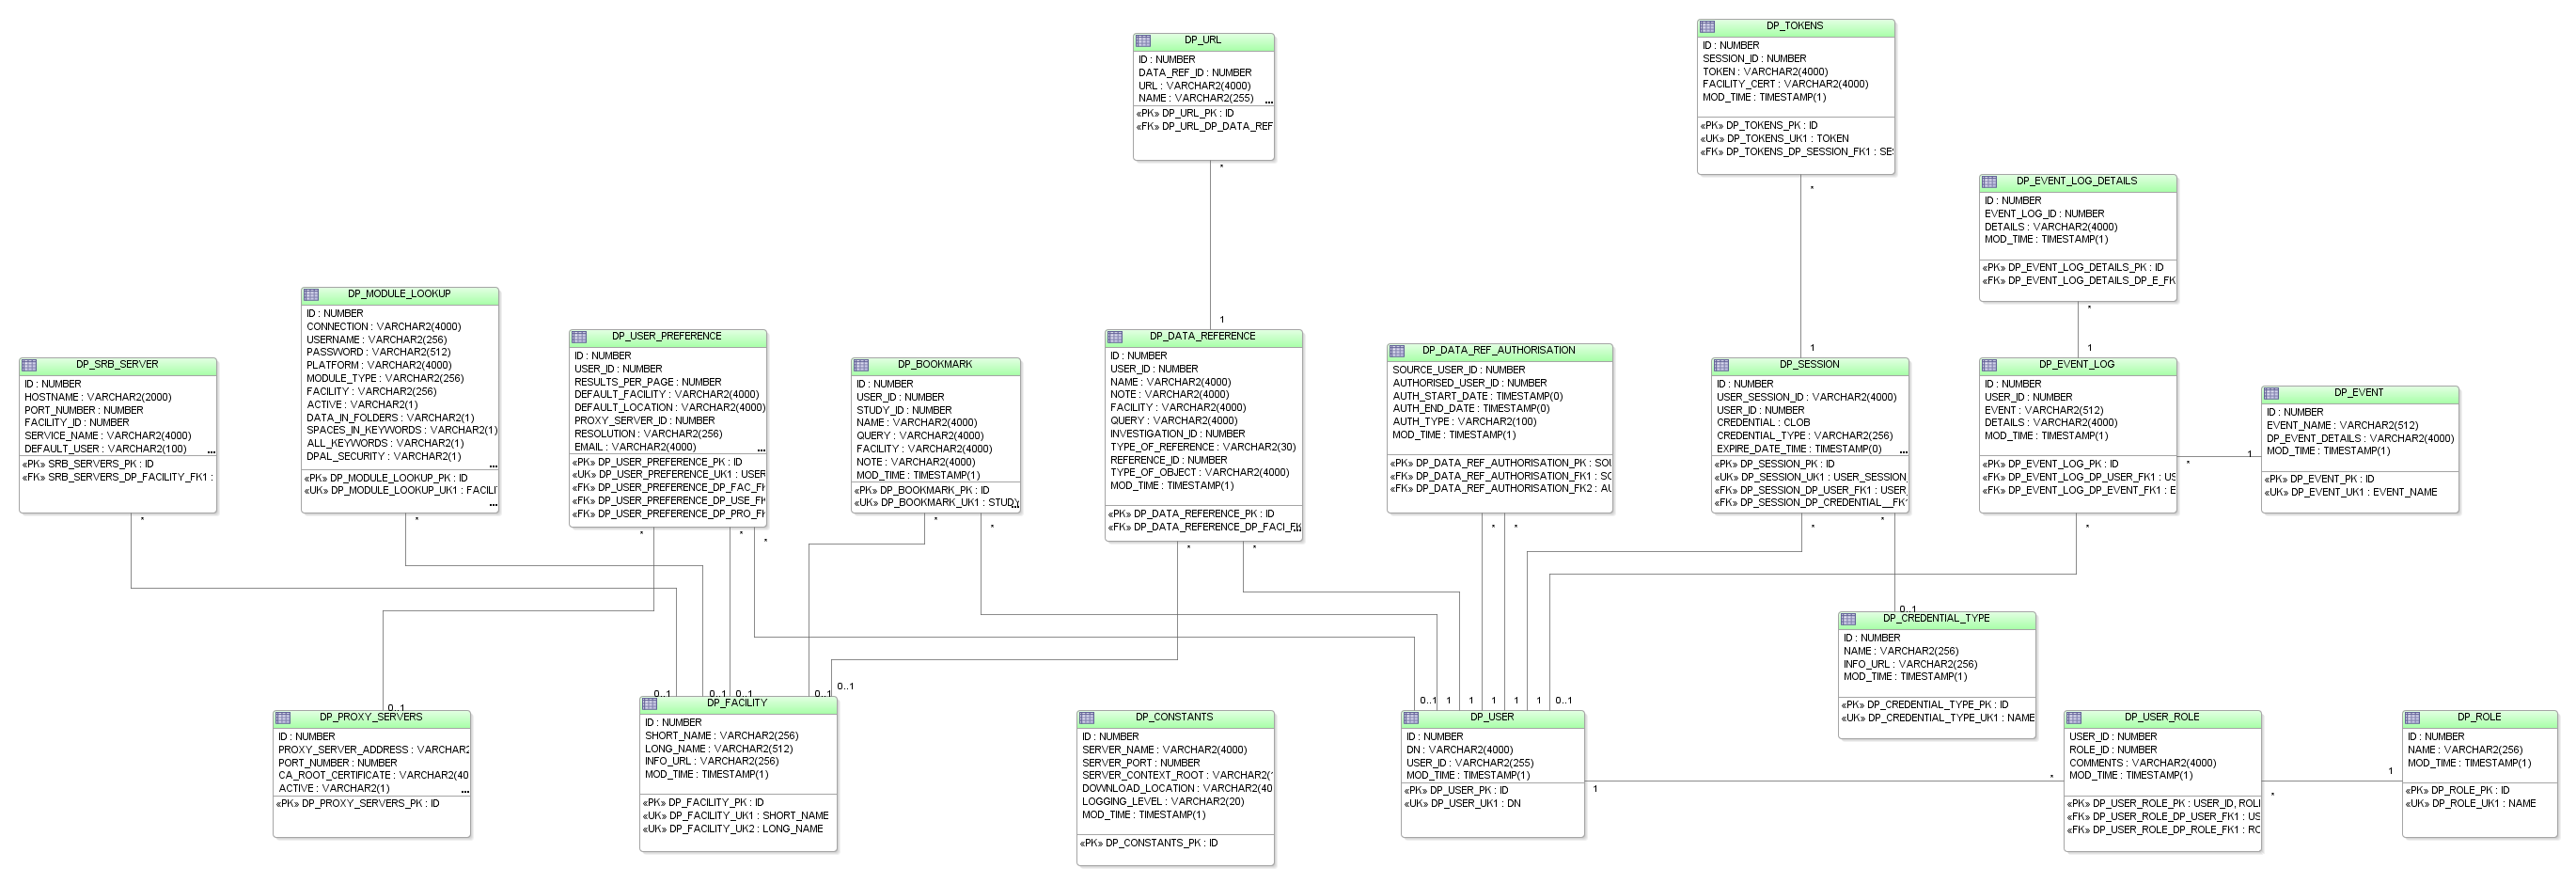 DP_URL
ID : NUMBER
DATA_REF_ID : NUMBER
URL : VARCHAR2(4000)
NAME : VARCHAR2(255) ...
«PK» DP_URL_PK : ID
«FK» DP_URL_DP_DATA_REF
*
1
DP_TOKENS
ID : NUMBER
SESSION_ID : NUMBER
TOKEN : VARCHAR2(4000)
FACILITY_CERT : VARCHAR2(4000)
MOD_TIME : TIMESTAMP(1)
«PK» DP_TOKENS_PK : ID
«UK» DP_TOKENS_UK1 : TOKEN
«FK» DP_TOKENS_DP_SESSION_FK1 : SE
*
1
DP_EVENT_LOG_DETAILS
ID : NUMBER
EVENT_LOG_ID : NUMBER
DETAILS : VARCHAR2(4000)
MOD_TIME : TIMESTAMP(1)
«PK» DP_EVENT_LOG_DETAILS_PK : ID
«FK» DP_EVENT_LOG_DETAILS_DP_E_FK
*
1
DP_SRB_SERVER
ID : NUMBER
HOSTNAME : VARCHAR2(2000)
PORT_NUMBER : NUMBER
FACILITY_ID : NUMBER
SERVICE_NAME : VARCHAR2(4000)
DEFAULT_USER : VARCHAR2(100) ...
«PK» SRB_SERVERS_PK : ID
«FK» SRB_SERVERS_DP_FACILITY_FK1 :
*
DP_MODULE_LOOKUP
ID : NUMBER
CONNECTION : VARCHAR2(4000)
USERNAME : VARCHAR2(256)
PASSWORD : VARCHAR2(512)
PLATFORM : VARCHAR2(4000)
MODULE_TYPE : VARCHAR2(256)
FACILITY : VARCHAR2(256)
ACTIVE : VARCHAR2(1)
DATA_IN_FOLDERS : VARCHAR2(1)
SPACES_IN_KEYWORDS : VARCHAR2(1)
ALL_KEYWORDS : VARCHAR2(1)
DPAL_SECURITY : VARCHAR2(1)
...
«PK» DP_MODULE_LOOKUP_PK : ID
«UK» DP_MODULE_LOOKUP_UK1 : FACILI
...
*
DP_USER_PREFERENCE
ID : NUMBER
USER_ID : NUMBER
RESULTS_PER_PAGE : NUMBER
DEFAULT_FACILITY : VARCHAR2(4000)
DEFAULT_LOCATION : VARCHAR2(4000)
PROXY_SERVER_ID : NUMBER
RESOLUTION : VARCHAR2(256)
EMAIL : VARCHAR2(4000) ...
«PK» DP_USER_PREFERENCE_PK : ID
«UK» DP_USER_PREFERENCE_UK1 : USER
«FK» DP_USER_PREFERENCE_DP_FAC_FK
«FK» DP_USER_PREFERENCE_DP_USE_FK
«FK» DP_USER_PREFERENCE_DP_PRO_FK
* * *
DP_BOOKMARK
ID : NUMBER
USER_ID : NUMBER
STUDY_ID : NUMBER
NAME : VARCHAR2(4000)
QUERY : VARCHAR2(4000)
FACILITY : VARCHAR2(4000)
NOTE : VARCHAR2(4000)
MOD_TIME : TIMESTAMP(1)
«PK» DP_BOOKMARK_PK : ID
«UK» DP_BOOKMARK_UK1 : STUDY ...
* *
DP_DATA_REFERENCE
ID : NUMBER
USER_ID : NUMBER
NAME : VARCHAR2(4000)
NOTE : VARCHAR2(4000)
FACILITY : VARCHAR2(4000)
QUERY : VARCHAR2(4000)
INVESTIGATION_ID : NUMBER
TYPE_OF_REFERENCE : VARCHAR2(30)
REFERENCE_ID : NUMBER
TYPE_OF_OBJECT : VARCHAR2(4000)
MOD_TIME : TIMESTAMP(1)
«PK» DP_DATA_REFERENCE_PK : ID
«FK» DP_DATA_REFERENCE_DP_FACI_FK ...
* *
DP_DATA_REF_AUTHORISATION
SOURCE_USER_ID : NUMBER
AUTHORISED_USER_ID : NUMBER
AUTH_START_DATE : TIMESTAMP(0)
AUTH_END_DATE : TIMESTAMP(0)
AUTH_TYPE : VARCHAR2(100)
MOD_TIME : TIMESTAMP(1)
«PK» DP_DATA_REF_AUTHORISATION_PK : SOU
«FK» DP_DATA_REF_AUTHORISATION_FK1 : SO
«FK» DP_DATA_REF_AUTHORISATION_FK2 : AU
* *
DP_SESSION
ID : NUMBER
USER_SESSION_ID : VARCHAR2(4000)
USER_ID : NUMBER
CREDENTIAL : CLOB
CREDENTIAL_TYPE : VARCHAR2(256)
EXPIRE_DATE_TIME : TIMESTAMP(0) ...
«PK» DP_SESSION_PK : ID
«UK» DP_SESSION_UK1 : USER_SESSION_
«FK» DP_SESSION_DP_USER_FK1 : USER_
«FK» DP_SESSION_DP_CREDENTIAL__FK
* *
DP_EVENT_LOG
ID : NUMBER
USER_ID : NUMBER
EVENT : VARCHAR2(512)
DETAILS : VARCHAR2(4000)
MOD_TIME : TIMESTAMP(1)
«PK» DP_EVENT_LOG_PK : ID
«FK» DP_EVENT_LOG_DP_USER_FK1 : US
«FK» DP_EVENT_LOG_DP_EVENT_FK1 : E
*
* 1
DP_EVENT
ID : NUMBER
EVENT_NAME : VARCHAR2(512)
DP_EVENT_DETAILS : VARCHAR2(4000)
MOD_TIME : TIMESTAMP(1)
«PK» DP_EVENT_PK : ID
«UK» DP_EVENT_UK1 : EVENT_NAME
0..1
DP_CREDENTIAL_TYPE
ID : NUMBER
NAME : VARCHAR2(256)
INFO_URL : VARCHAR2(256)
MOD_TIME : TIMESTAMP(1)
«PK» DP_CREDENTIAL_TYPE_PK : ID
«UK» DP_CREDENTIAL_TYPE_UK1 : NAME
0..1
DP_PROXY_SERVERS
ID : NUMBER
PROXY_SERVER_ADDRESS : VARCHAR2
PORT_NUMBER : NUMBER
CA_ROOT_CERTIFICATE : VARCHAR2(40
ACTIVE : VARCHAR2(1) ...
«PK» DP_PROXY_SERVERS_PK : ID
0..1 0..1 0..1 0..1 0..1
DP_FACILITY
ID : NUMBER
SHORT_NAME : VARCHAR2(256)
LONG_NAME : VARCHAR2(512)
INFO_URL : VARCHAR2(256)
MOD_TIME : TIMESTAMP(1)
«PK» DP_FACILITY_PK : ID
«UK» DP_FACILITY_UK1 : SHORT_NAME
«UK» DP_FACILITY_UK2 : LONG_NAME
DP_CONSTANTS
ID : NUMBER
SERVER_NAME : VARCHAR2(4000)
SERVER_PORT : NUMBER
SERVER_CONTEXT_ROOT : VARCHAR2(
DOWNLOAD_LOCATION : VARCHAR2(40
LOGGING_LEVEL : VARCHAR2(20)
MOD_TIME : TIMESTAMP(1)
«PK» DP_CONSTANTS_PK : ID
0..1 1 1 1 1 1 0..1
DP_USER
ID : NUMBER
DN : VARCHAR2(4000)
USER_ID : VARCHAR2(255)
MOD_TIME : TIMESTAMP(1)
«PK» DP_USER_PK : ID
«UK» DP_USER_UK1 : DN
1 *
DP_USER_ROLE
USER_ID : NUMBER
ROLE_ID : NUMBER
COMMENTS : VARCHAR2(4000)
MOD_TIME : TIMESTAMP(1)
«PK» DP_USER_ROLE_PK : USER_ID, ROLI
«FK» DP_USER_ROLE_DP_USER_FK1 : US
«FK» DP_USER_ROLE_DP_ROLE_FK1 : RO
* 1
DP_ROLE
ID : NUMBER
NAME : VARCHAR2(256)
MOD_TIME : TIMESTAMP(1)
«PK» DP_ROLE_PK : ID
«UK» DP_ROLE_UK1 : NAME